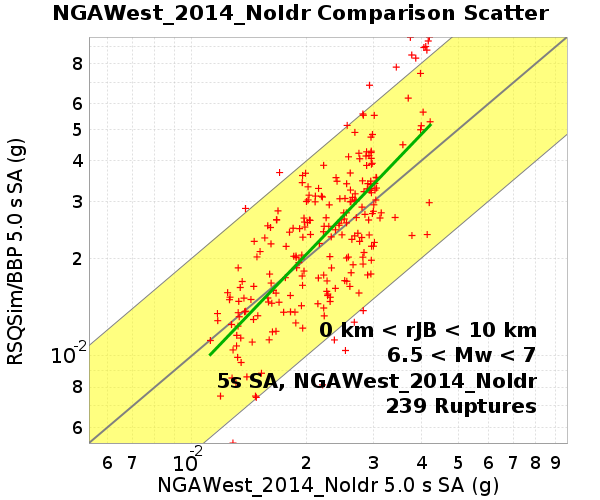 NGAWest_2014_NoIdr Comparison Scatter
RSQSim/BBP 5.0 s SA (g)
8
6
5
4
3
2
10-2
8
6
0 km < rJB < 10 km
6.5 < Mw < 7
5s SA, NGAWest_2014_NoIdr
239 Ruptures
6 7 10-2 2 3 4 5 6 7 8 9
NGAWest_2014_NoIdr 5.0 s SA (g)